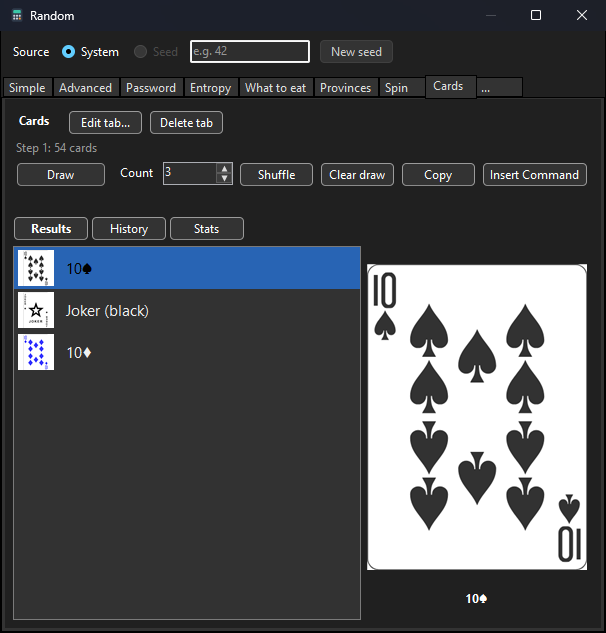 Random
Source System Seed e.g. 42 New seed
Simple Advanced Password Entropy What to eat Provinces Spin Cards ...
Cards Edit tab... Delete tab
Step 1: 54 cards
Draw Count 3 Shuffle Clear draw Copy Insert Command
Results History Stats
10♠
Joker (black)
10♦
10
10
10♠